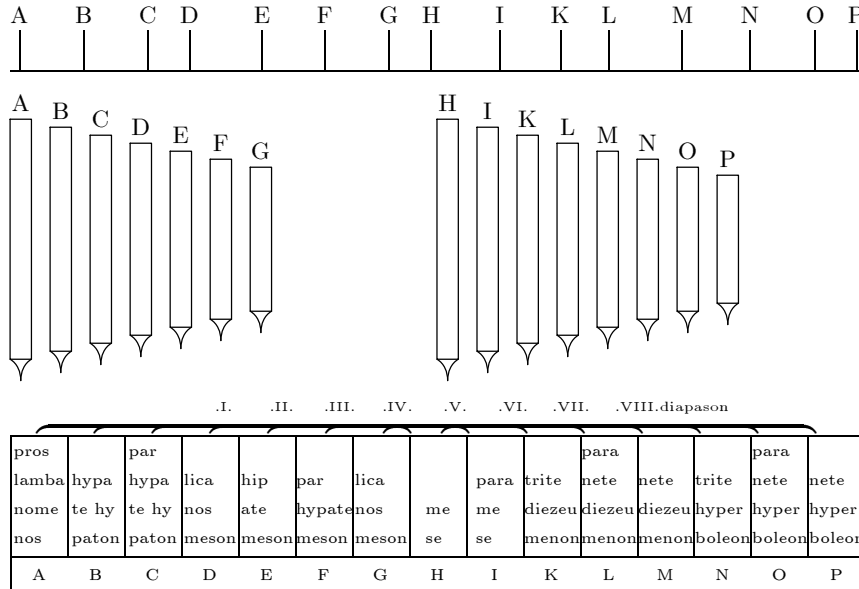 A B C D E F G H I K L M N O P
A B C D E F G H I K L M N O P
.I. .II. .III. .IV. .V. .VI. .VII. .VIII.diapason
pros par para para
lamba hypa hypa lica hip par lica para trite nete nete trite nete nete
nome te hy te hy nos ate hypate nos me me diezeu diezeu diezeu hyper hyper hyper
nos paton paton meson meson meson meson se se menon menon menon boleon boleon boleon
A B C D E F G H I K L M N O P